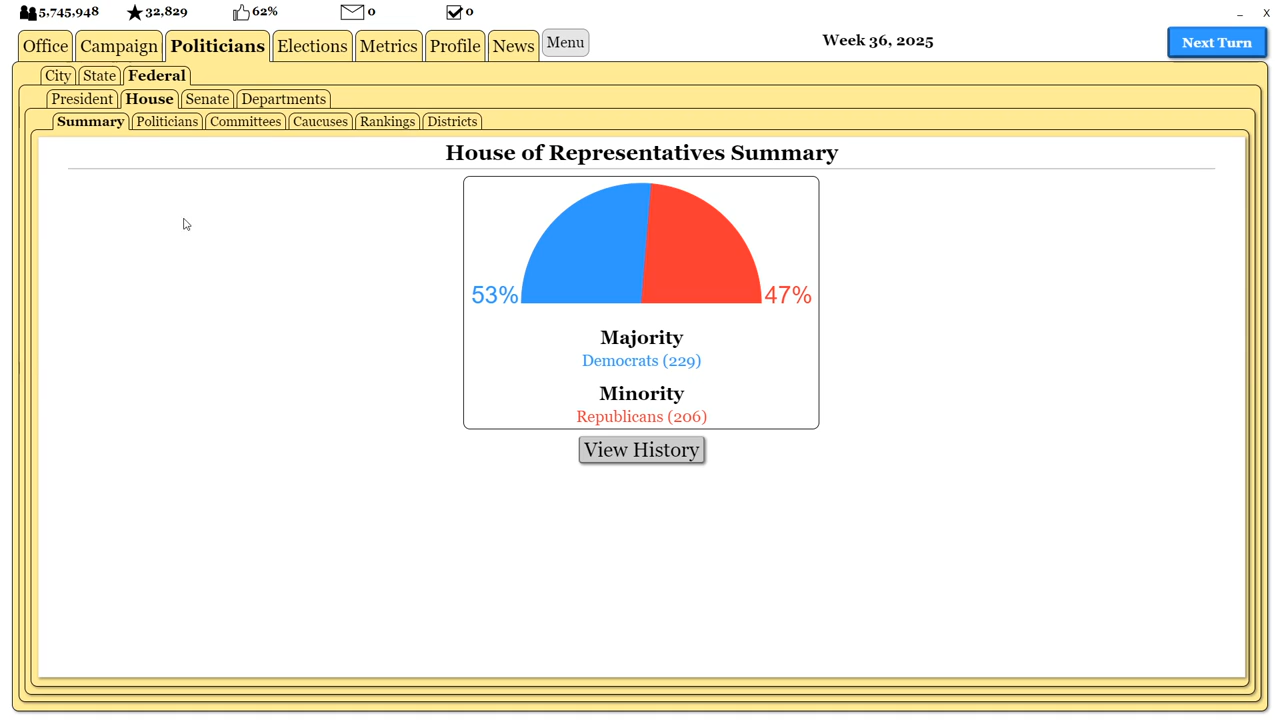 5,745,948 32,829 62% 0 0 _ X
Office Campaign Politicians Elections Metrics Profile News Menu Week 36, 2025 Next Turn
City State Federal
President House Senate Departments
Summary Politicians Committees Caucuses Rankings Districts
House of Representatives Summary
53% 47%
Majority
Democrats (229)
Minority
Republicans (206)
View History